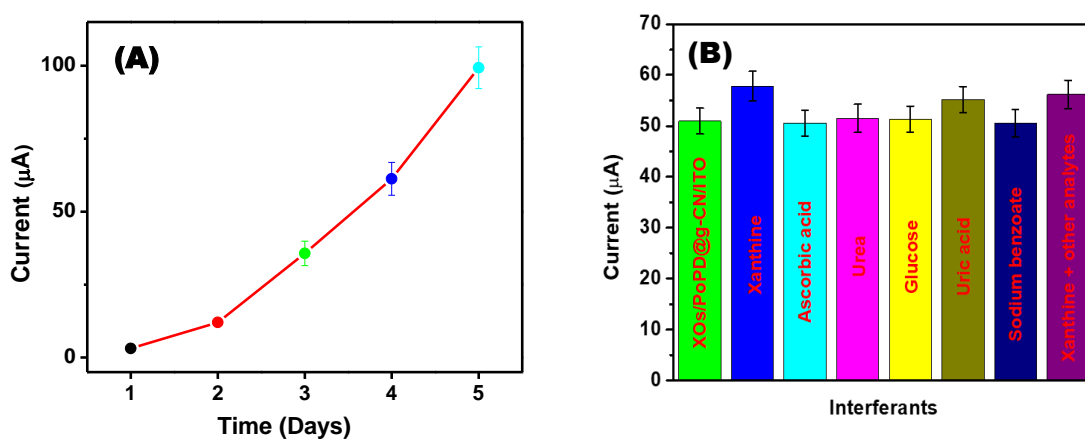 (A)
100
50
0
Current (μA)
1 2 3 4 5
Time (Days)
(B)
70
60
50
40
30
20
10
0
Current (μA)
XOs/PoPD@g-CN/ITO
Xanthine
Ascorbic acid
Urea
Glucose
Uric acid
Sodium benzoate
Xanthine + other analytes
Interferants